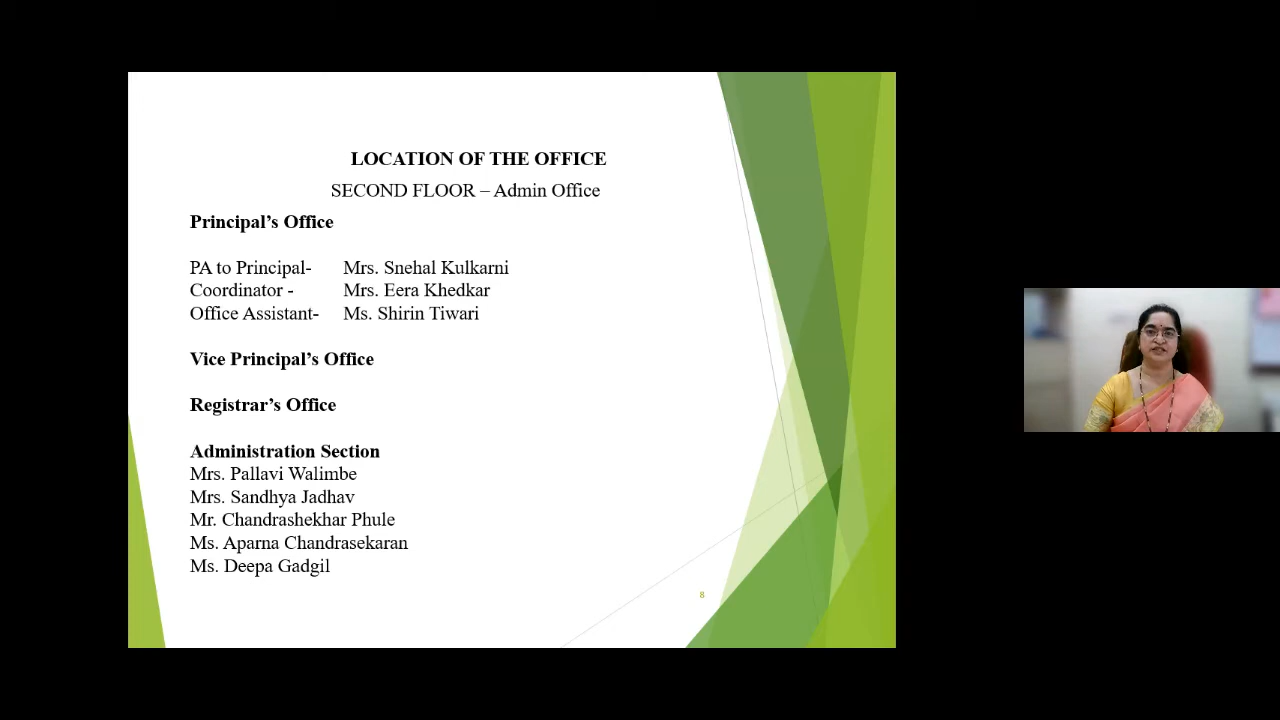 LOCATION OF THE OFFICE
SECOND FLOOR – Admin Office
Principal’s Office
PA to Principal- Mrs. Snehal Kulkarni
Coordinator - Mrs. Eera Khedkar
Office Assistant- Ms. Shirin Tiwari
Vice Principal’s Office
Registrar’s Office
Administration Section
Mrs. Pallavi Walimbe
Mrs. Sandhya Jadhav
Mr. Chandrashekhar Phule
Ms. Aparna Chandrasekaran
Ms. Deepa Gadgil
8